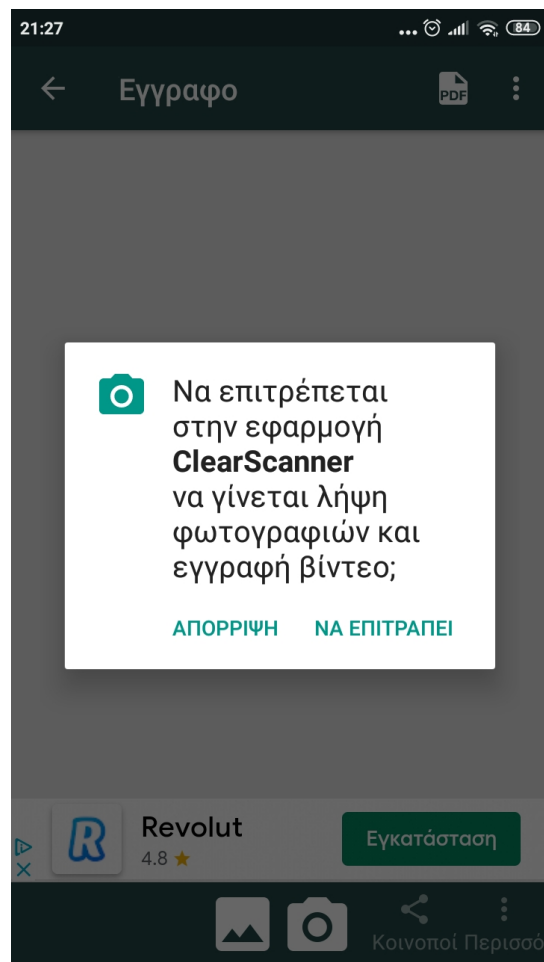 21:27
84
Εγγραφο
PDF
Να επιτρέπεται
στην εφαρμογή
ClearScanner
να γίνεται λήψη
φωτογραφιών και
εγγραφή βίντεο;
ΑΠΟΡΡΙΨΗ ΝΑ ΕΠΙΤΡΑΠΕΙ
R
Revolut
4.8 ★
Εγκατάσταση
Κοινοποί Περισσό